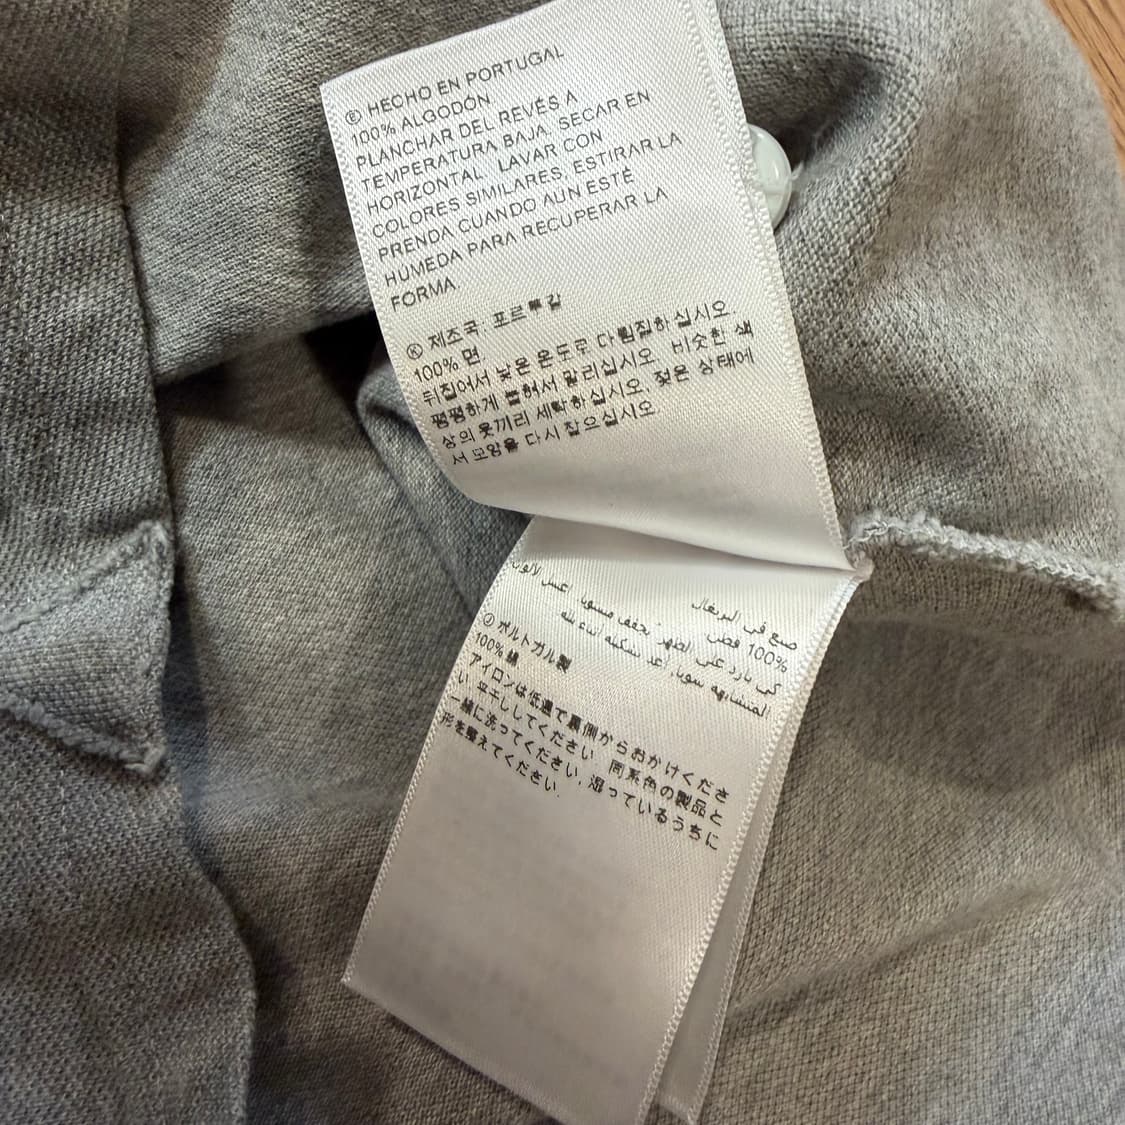 Ⓔ HECHO EN PORTUGAL
100% ALGODÓN
PLANCHAR DEL REVÉS A
TEMPERATURA BAJA. SECAR EN
HORIZONTAL. LAVAR CON
COLORES SIMILARES. ESTIRAR LA
PRENDA CUANDO AÚN ESTÉ
HÚMEDA PARA RECUPERAR LA
FORMA.
Ⓚ 제조국: 포르투갈
100% 면
뒤집어서 낮은 온도로 다림질하십시오.
평평하게 뉘어서 말리십시오. 비슷한 색
상의 옷끼리 세탁하십시오. 젖은 상태에
서 모양을 다시 잡으십시오.
صنع في البرتغال
100% قطن
Ⓙ ポルトガル製
100% 綿
アイロンは低温で裏側からおかけくださ
い. 平干ししてください. 同系色の製品と
一緒に洗ってください. 湿っているうちに
形を整えてください.